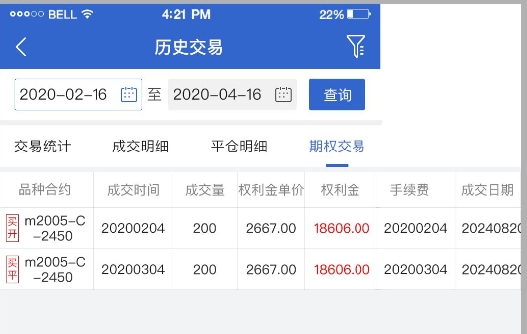 BELL 4:21 PM 22%
历史交易
2020-02-16 至 2020-04-16 查询
交易统计 成交明细 平仓明细 期权交易
品种合约 成交时间 成交量 权利金单价 权利金 手续费 成交日期
买开 m2005-C-2450 20200204 200 2667.00 18606.00 20200204 20240820
买平 m2005-C-2450 20200304 200 2667.00 18606.00 20200304 20240820